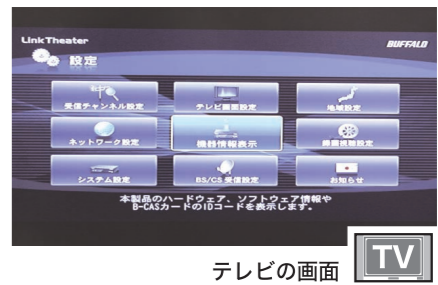 LinkTheater
BUFFALO
設定
受信チャンネル設定
テレビ画面設定
地域設定
ネットワーク設定
機器情報表示
録画視聴設定
システム設定
BS/CS 受信設定
お知らせ
本製品のハードウェア、ソフトウェア情報や
B-CASカードのIDコードを表示します。
テレビの画面
TV